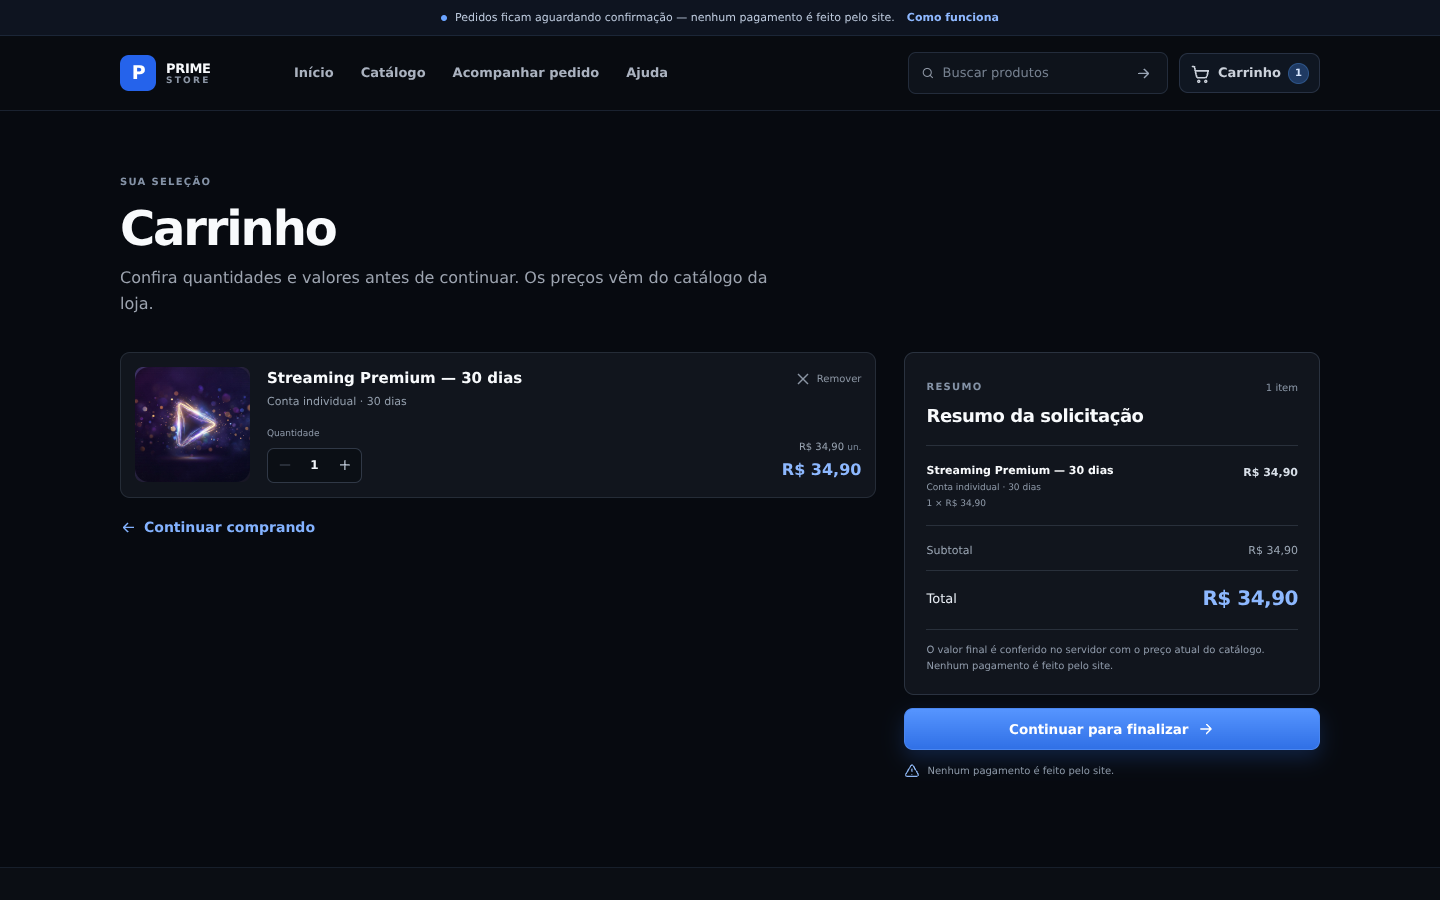 Pedidos ficam aguardando confirmação — nenhum pagamento é feito pelo site. Como funciona
P PRIME STORE
Início Catálogo Acompanhar pedido Ajuda
Buscar produtos
Carrinho 1
SUA SELEÇÃO
Carrinho
Confira quantidades e valores antes de continuar. Os preços vêm do catálogo da
loja.
Streaming Premium — 30 dias
Remover
Conta individual · 30 dias
Quantidade
− 1 +
R$ 34,90 un.
R$ 34,90
Continuar comprando
RESUMO
1 item
Resumo da solicitação
Streaming Premium — 30 dias
R$ 34,90
Conta individual · 30 dias
1 × R$ 34,90
Subtotal R$ 34,90
Total R$ 34,90
O valor final é conferido no servidor com o preço atual do catálogo.
Nenhum pagamento é feito pelo site.
Continuar para finalizar
Nenhum pagamento é feito pelo site.